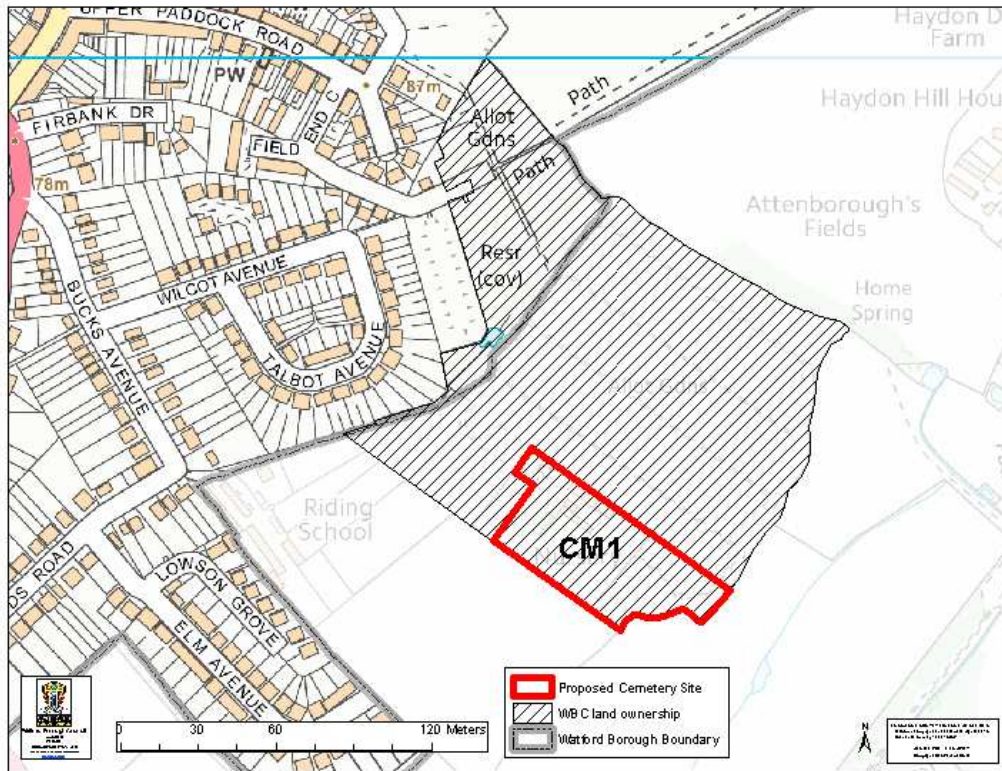 UPPER PADDOCK ROAD
Haydon D
Farm
PW
87m
Path
Allot
Gdns
Haydon Hill Hou
FIRBANK DR
END C
FIELD
Path
78m
Attenborough's
Fields
Resr
(cov)
WILCOT AVENUE
Home
Spring
BUCKS AVENUE
TALBOT AVENUE
Allot Gdns
Riding
School
CM1
DS ROAD
LOWSON GROVE
ELM AVENUE
Proposed Cemetery Site
WBC land ownership
Watford Borough Boundary
0 30 60 120 Meters
N